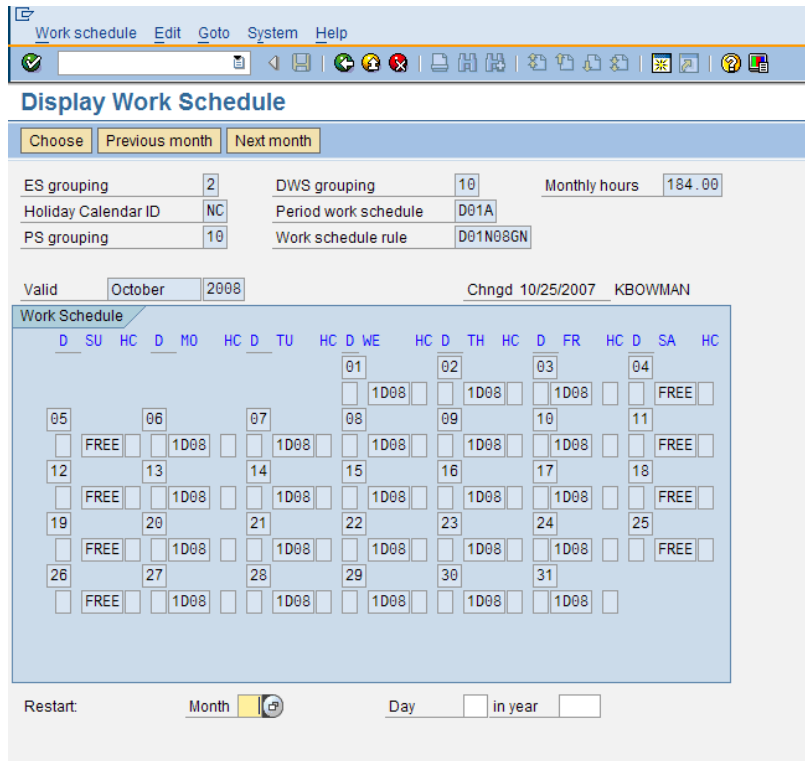 Work schedule Edit Goto System Help
Display Work Schedule
Choose Previous month Next month
ES grouping 2 DWS grouping 10 Monthly hours 184.00
Holiday Calendar ID NC Period work schedule D01A
PS grouping 10 Work schedule rule D01N08GN
Valid October 2008 Chngd 10/25/2007 KBOWMAN
Work Schedule
D SU HC D MO HC D TU HC D WE HC D TH HC D FR HC D SA HC
01 02 03 04
1D08 1D08 1D08 FREE
05 06 07 08 09 10 11
FREE 1D08 1D08 1D08 1D08 1D08 FREE
12 13 14 15 16 17 18
FREE 1D08 1D08 1D08 1D08 1D08 FREE
19 20 21 22 23 24 25
FREE 1D08 1D08 1D08 1D08 1D08 FREE
26 27 28 29 30 31
FREE 1D08 1D08 1D08 1D08 1D08
Restart: Month Day in year